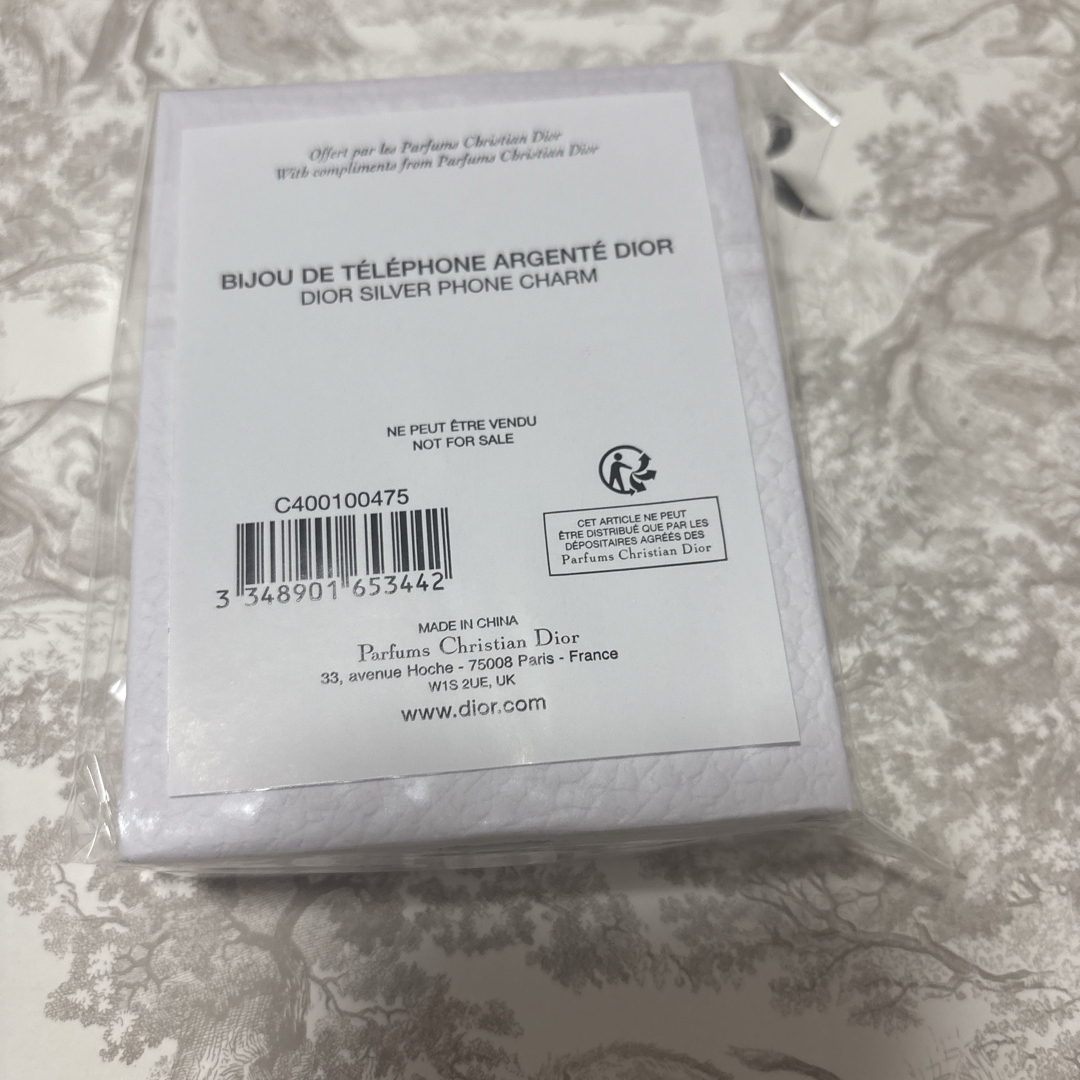 Offert par les Parfums Christian Dior
With compliments from Parfums Christian Dior
BIJOU DE TÉLÉPHONE ARGENTÉ DIOR
DIOR SILVER PHONE CHARM
NE PEUT ÊTRE VENDU
NOT FOR SALE
C400100475
3 348901 653442
CET ARTICLE NE PEUT
ÊTRE DISTRIBUÉ QUE PAR LES
DÉPOSITAIRES AGRÉÉS DES
Parfums Christian Dior
MADE IN CHINA
Parfums Christian Dior
33, avenue Hoche - 75008 Paris - France
W1S 2UE, UK
www.dior.com